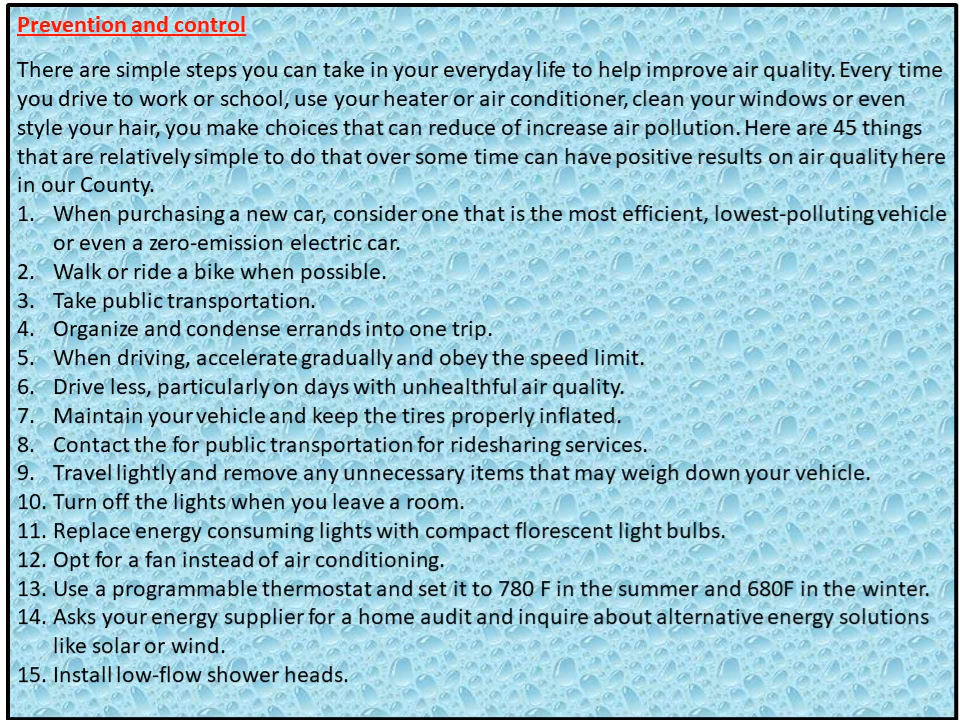 Prevention and control
There are simple steps you can take in your everyday life to help improve air quality. Every time
you drive to work or school, use your heater or air conditioner, clean your windows or even
style your hair, you make choices that can reduce of increase air pollution. Here are 45 things
that are relatively simple to do that over some time can have positive results on air quality here
in our County.
1. When purchasing a new car, consider one that is the most efficient, lowest-polluting vehicle
or even a zero-emission electric car.
2. Walk or ride a bike when possible.
3. Take public transportation.
4. Organize and condense errands into one trip.
5. When driving, accelerate gradually and obey the speed limit.
6. Drive less, particularly on days with unhealthful air quality.
7. Maintain your vehicle and keep the tires properly inflated.
8. Contact the for public transportation for ridesharing services.
9. Travel lightly and remove any unnecessary items that may weigh down your vehicle.
10. Turn off the lights when you leave a room.
11. Replace energy consuming lights with compact florescent light bulbs.
12. Opt for a fan instead of air conditioning.
13. Use a programmable thermostat and set it to 780 F in the summer and 680F in the winter.
14. Asks your energy supplier for a home audit and inquire about alternative energy solutions
like solar or wind.
15. Install low-flow shower heads.